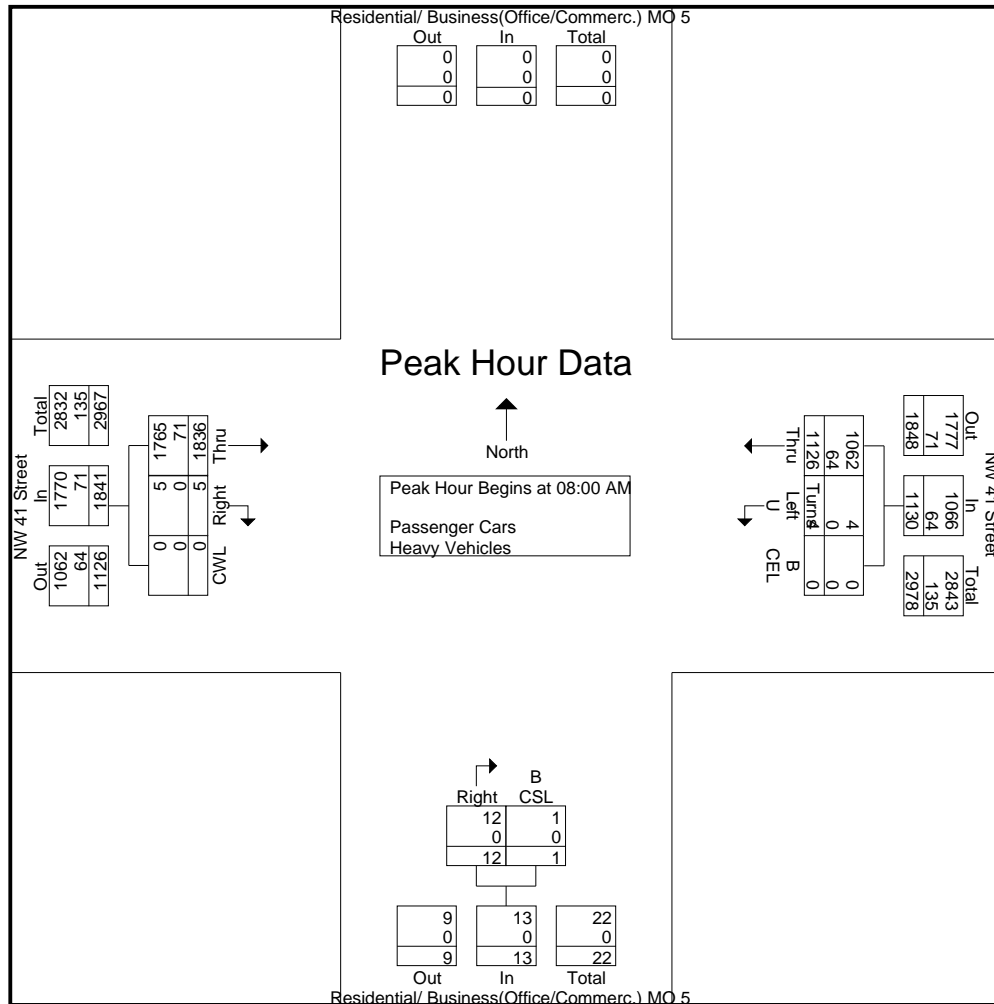 Residential/ Business(Office/Commerc.) MO 5
Out In Total
0 0 0
0 0 0
0 0 0
Peak Hour Data
North
Peak Hour Begins at 08:00 AM
Passenger Cars
Heavy Vehicles
NW 41 Street
Total In Out
2832 1770 1062
135 71 64
2967 1841 1126
1765 5 0
71 0 0
1836 5 0
Thru Right CWL
NW 41 Street
Out In Total
1777 1066 2843
71 64 135
1848 1130 2978
1062 4 0
64 0 0
1126 Turns 0
Thru Left B
U CEL
B
Right CSL
12 1
0 0
12 1
9 13 22
0 0 0
9 13 22
Out In Total
Residential/ Business(Office/Commerc.) MO 5